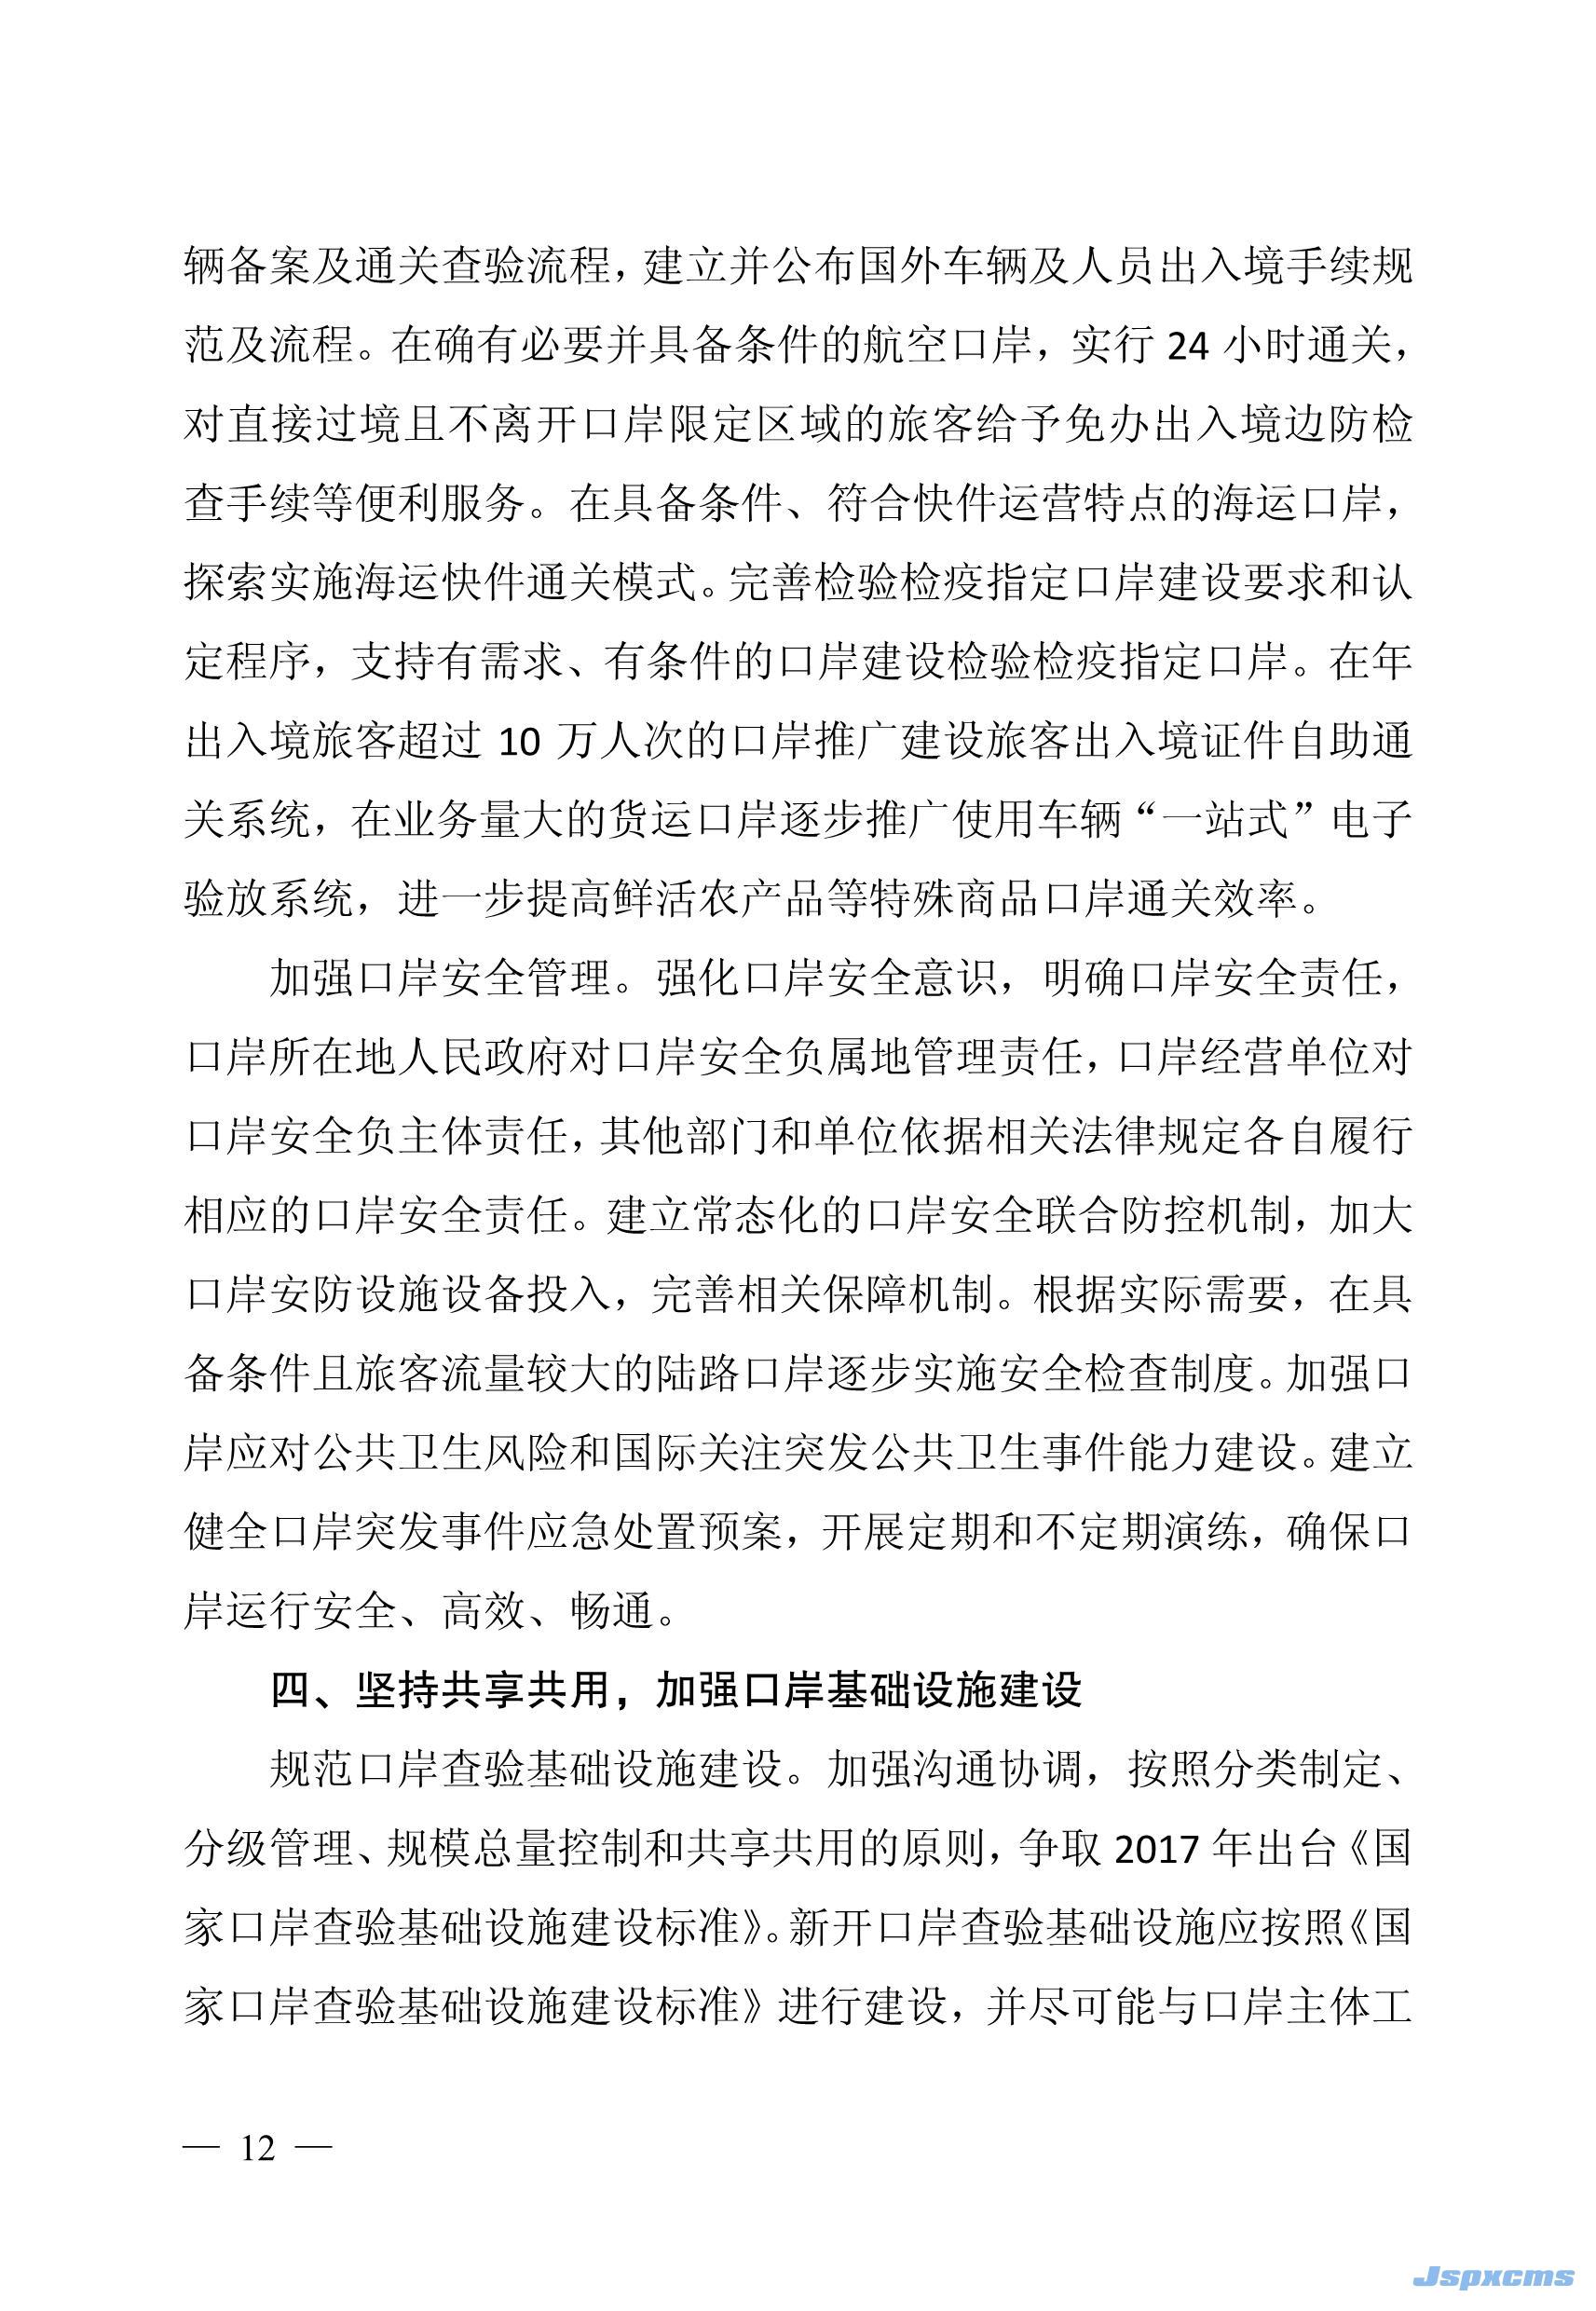 辆备案及通关查验流程，建立并公布国外车辆及人员出入境手续规
范及流程。在确有必要并具备条件的航空口岸，实行 24 小时通关，
对直接过境且不离开口岸限定区域的旅客给予免办出入境边防检
查手续等便利服务。在具备条件、符合快件运营特点的海运口岸，
探索实施海运快件通关模式。完善检验检疫指定口岸建设要求和认
定程序，支持有需求、有条件的口岸建设检验检疫指定口岸。在年
出入境旅客超过 10 万人次的口岸推广建设旅客出入境证件自助通
关系统，在业务量大的货运口岸逐步推广使用车辆“一站式”电子
验放系统，进一步提高鲜活农产品等特殊商品口岸通关效率。
加强口岸安全管理。强化口岸安全意识，明确口岸安全责任，
口岸所在地人民政府对口岸安全负属地管理责任，口岸经营单位对
口岸安全负主体责任，其他部门和单位依据相关法律规定各自履行
相应的口岸安全责任。建立常态化的口岸安全联合防控机制，加大
口岸安防设施设备投入，完善相关保障机制。根据实际需要，在具
备条件且旅客流量较大的陆路口岸逐步实施安全检查制度。加强口
岸应对公共卫生风险和国际关注突发公共卫生事件能力建设。建立
健全口岸突发事件应急处置预案，开展定期和不定期演练，确保口
岸运行安全、高效、畅通。
四、坚持共享共用，加强口岸基础设施建设
规范口岸查验基础设施建设。加强沟通协调，按照分类制定、
分级管理、规模总量控制和共享共用的原则，争取 2017 年出台《国
家口岸查验基础设施建设标准》。新开口岸查验基础设施应按照《国
家口岸查验基础设施建设标准》进行建设，并尽可能与口岸主体工
— 12 —
Jspxcms